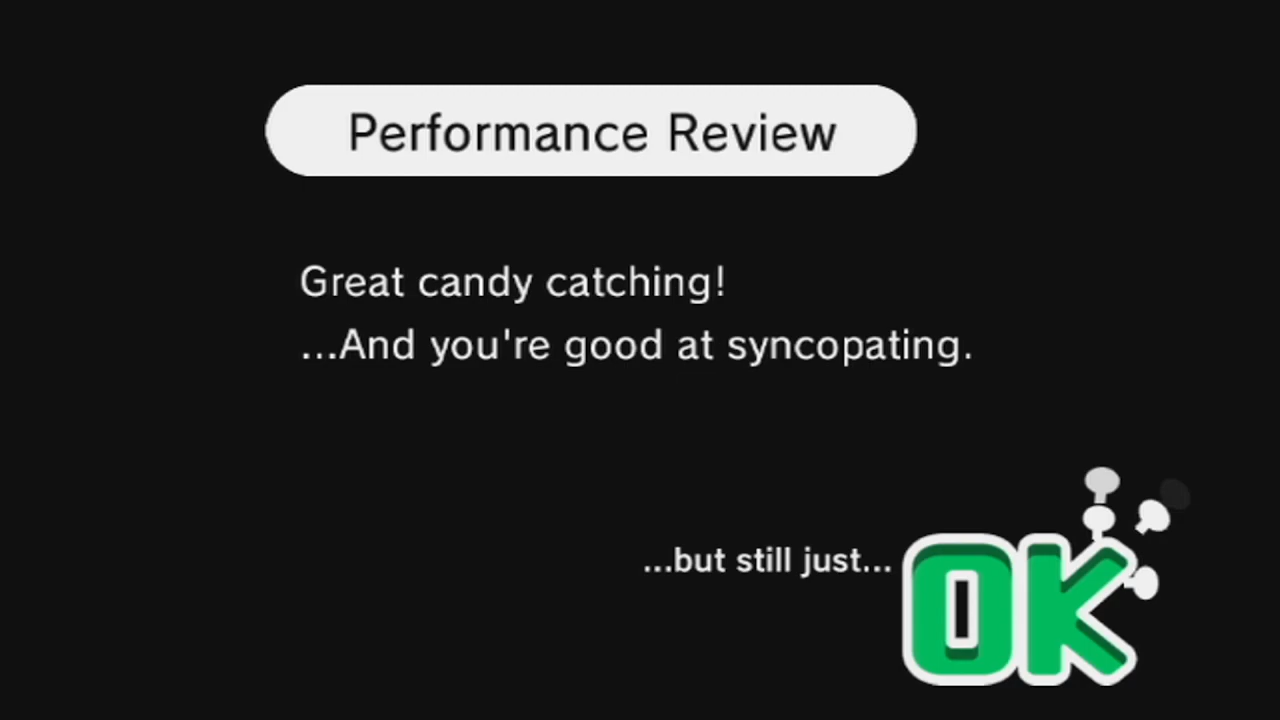 Performance Review
Great candy catching!
...And you're good at syncopating.
...but still just...
OK